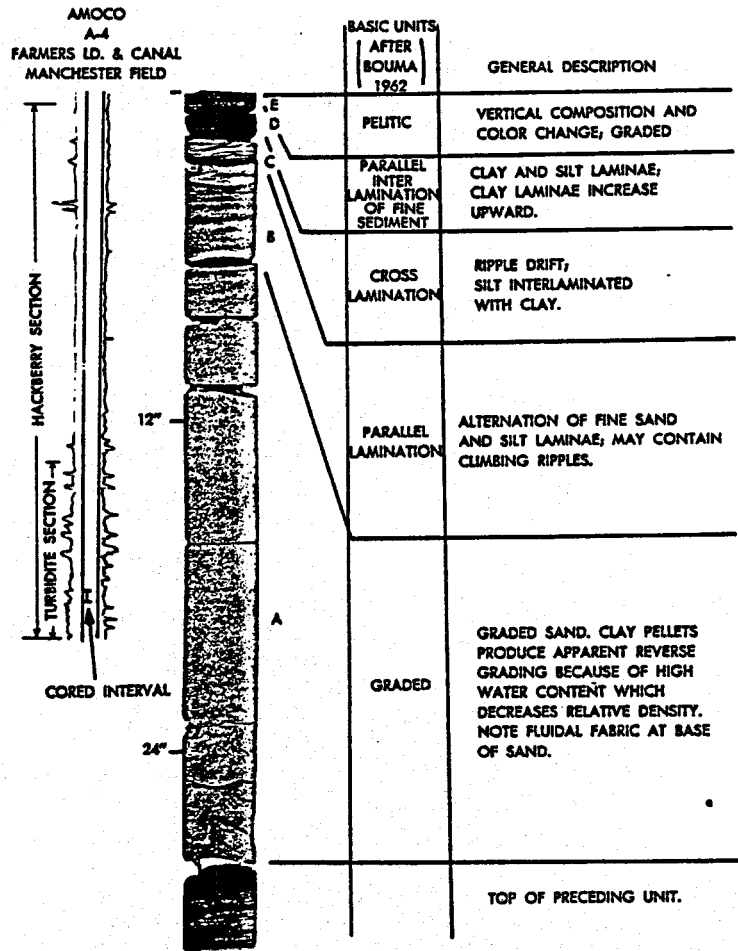 AMOCO
A-4
FARMERS LD. & CANAL
MANCHESTER FIELD
HACKBERRY SECTION
TURBIDITE SECTION
CORED INTERVAL
12"
24"
E
D
C
B
A
BASIC UNITS
AFTER
BOUMA
1962
GENERAL DESCRIPTION
PELITIC
VERTICAL COMPOSITION AND
COLOR CHANGE; GRADED
PARALLEL
INTER
LAMINATION
OF FINE
SEDIMENT
CLAY AND SILT LAMINAE;
CLAY LAMINAE INCREASE
UPWARD.
CROSS
LAMINATION
RIPPLE DRIFT;
SILT INTERLAMINATED
WITH CLAY.
PARALLEL
LAMINATION
ALTERNATION OF FINE SAND
AND SILT LAMINAE; MAY CONTAIN
CLIMBING RIPPLES.
GRADED
GRADED SAND. CLAY PELLETS
PRODUCE APPARENT REVERSE
GRADING BECAUSE OF HIGH
WATER CONTENT WHICH
DECREASES RELATIVE DENSITY.
NOTE FLUIDAL FABRIC AT BASE
OF SAND.
TOP OF PRECEDING UNIT.